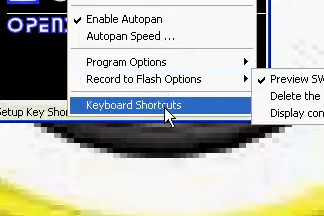 Enable Autopan
OPENS
Autopan Speed ...
Program Options
Record to Flash Options
Preview SW
Delete the
Keyboard Shortcuts
Setup Key Shor
Display con